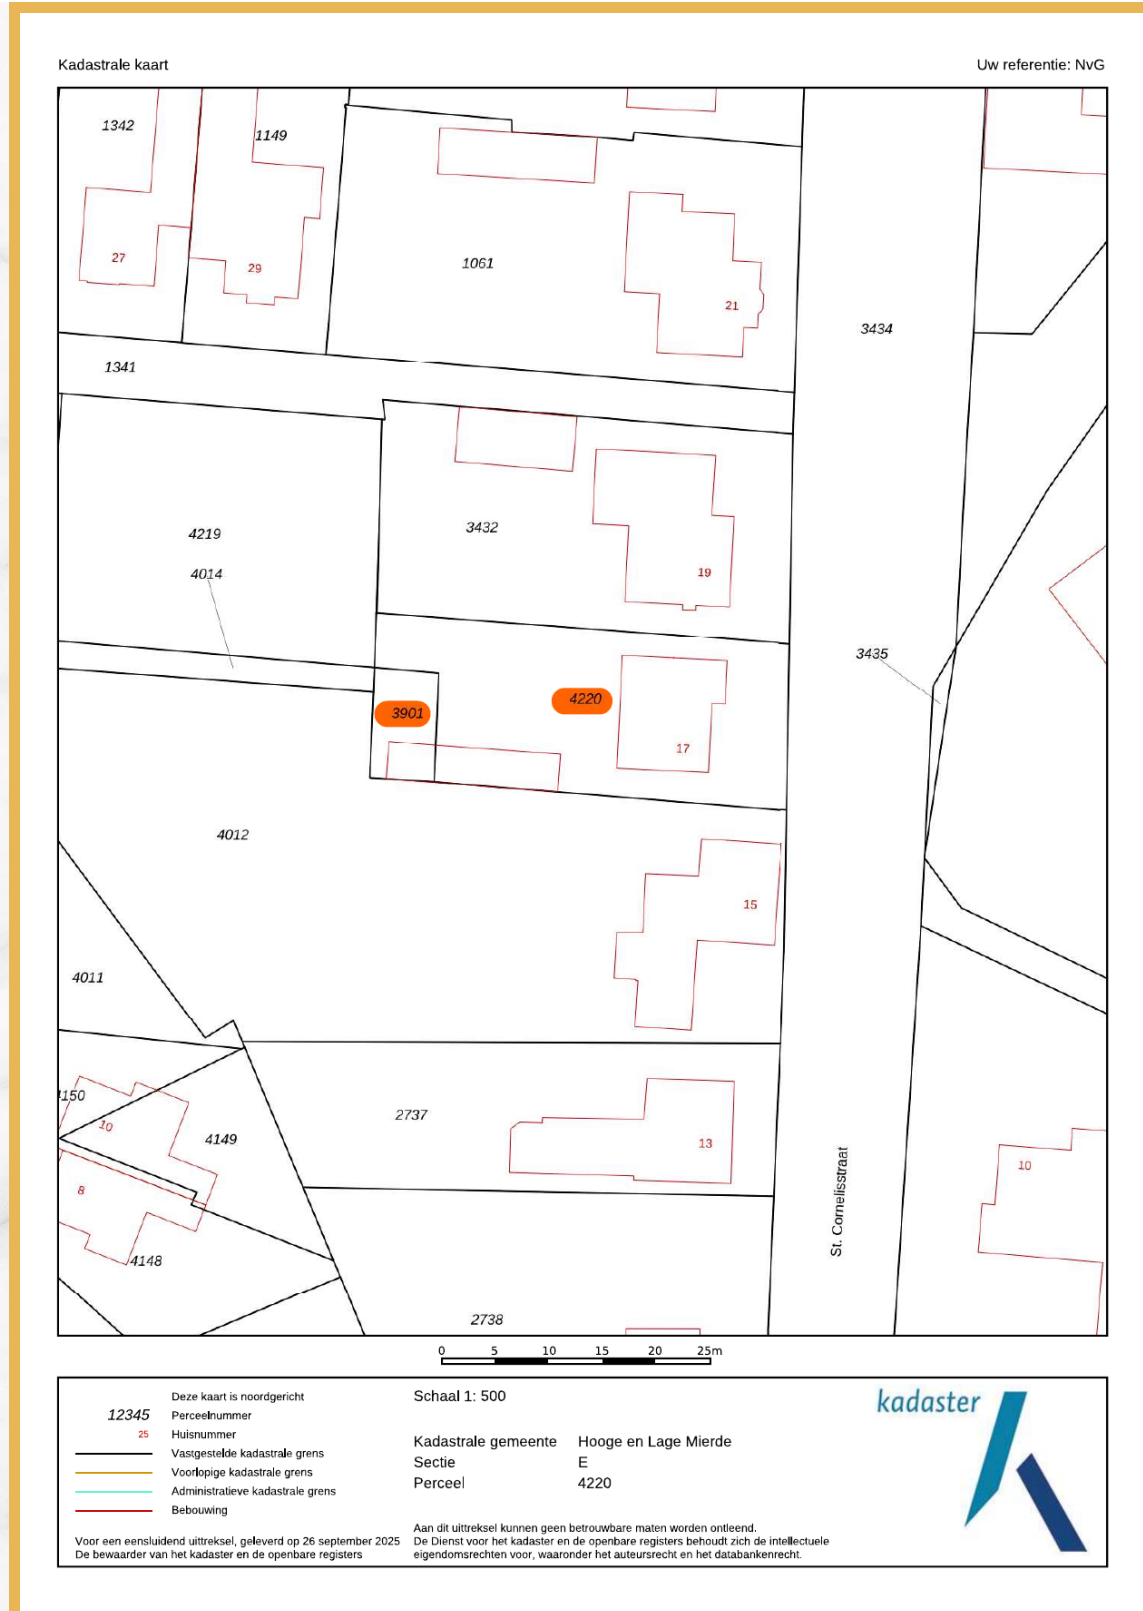 Kadastrale kaart
Uw referentie: NvG
1342
1149
27
29
1061
21
3434
1341
4219
4014
3432
19
3435
3901
4220
17
4012
15
4011
4150
10
4149
2737
13
8
4148
St. Cornelisstraat
10
2738
0 5 10 15 20 25m
Deze kaart is noordgericht
12345 Perceelnummer
25 Huisnummer
Vastgestelde kadastrale grens
Voorlopige kadastrale grens
Administratieve kadastrale grens
Bebouwing
Voor een eensluidend uittreksel, geleverd op 26 september 2025
De bewaarder van het kadaster en de openbare registers
Schaal 1: 500
Kadastrale gemeente Hooge en Lage Mierde
Sectie E
Perceel 4220
Aan dit uittreksel kunnen geen betrouwbare maten worden ontleend.
De Dienst voor het kadaster en de openbare registers behoudt zich de intellectuele
eigendomsrechten voor, waaronder het auteursrecht en het databankenrecht.
kadaster